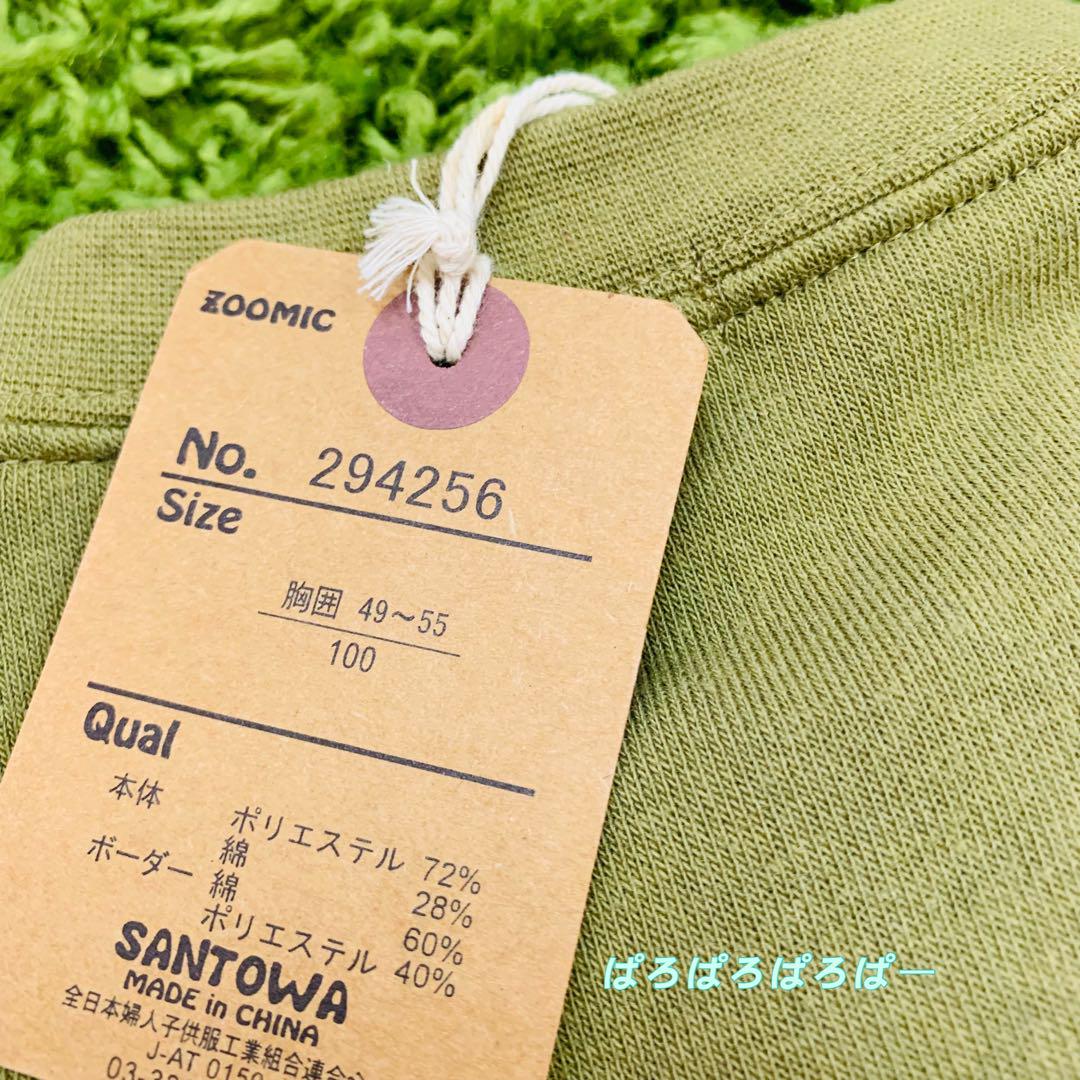 ZOOMIC
No. 294256
Size
胸囲 49～55
100
Qual
本体 ポリエステル 72%
綿 28%
ボーダー 綿 60%
ポリエステル 40%
SANTOWA
MADE in CHINA
全日本婦人子供服工業組合連合
J-AT 0150
ぱろぱろぱろぱー